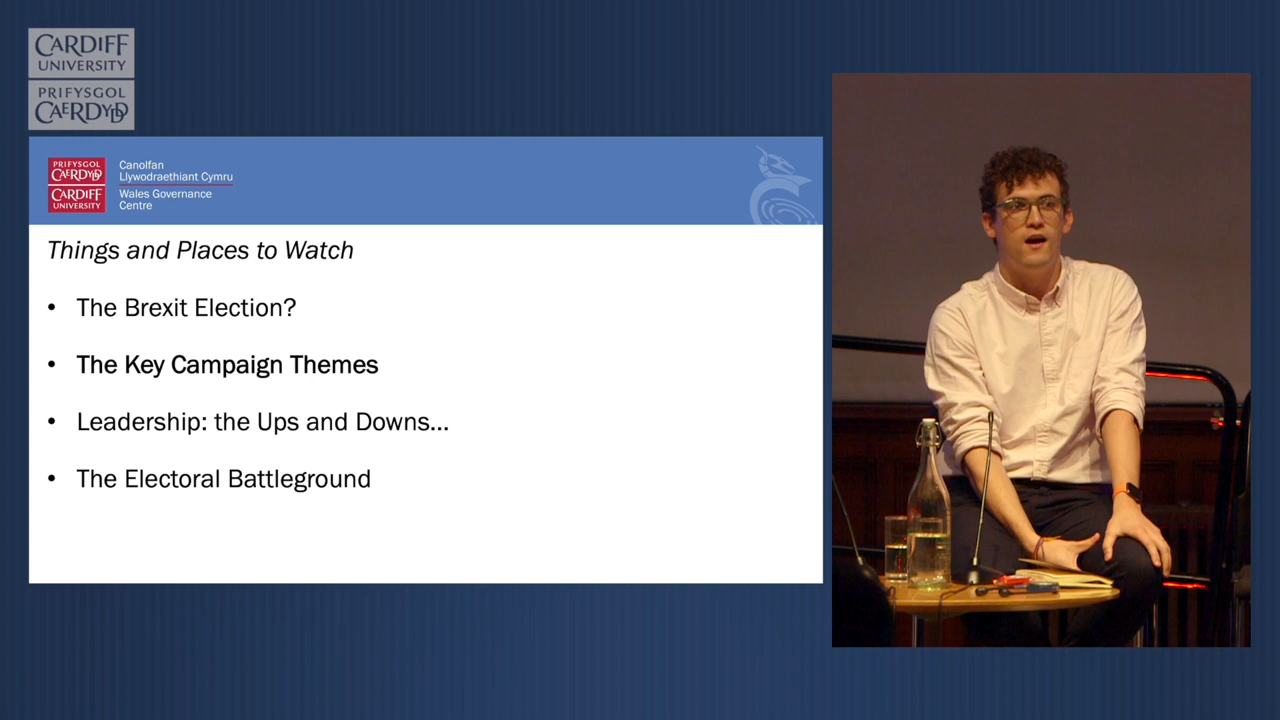 CARDIFF
UNIVERSITY
PRIFYSGOL
CAERDYDD
PRIFYSGOL
CAERDYDD
CARDIFF
UNIVERSITY
Canolfan
Llywodraethiant Cymru
Wales Governance
Centre
Things and Places to Watch
• The Brexit Election?
• The Key Campaign Themes
• Leadership: the Ups and Downs...
• The Electoral Battleground